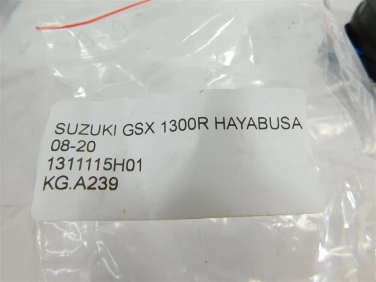 SUZUKI GSX 1300R HAYABUSA
08-20
1311115H01
KG.A239